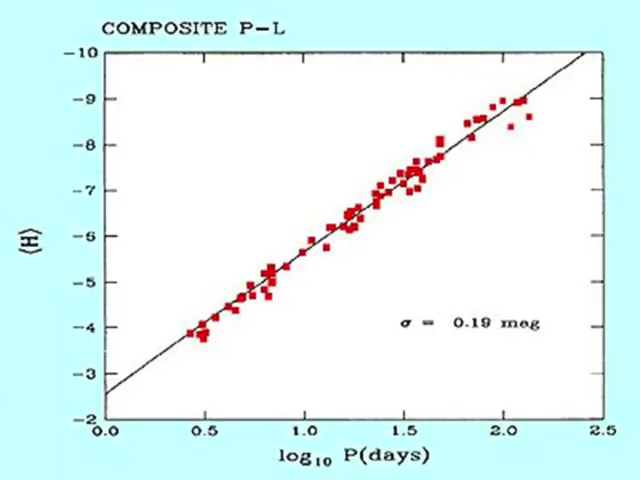 COMPOSITE P-L
-10
-9
-8
-7
-6
-5
-4
-3
-2
⟨H⟩
σ = 0.19 mag
0.0 0.5 1.0 1.5 2.0 2.5
log₁₀ P(days)